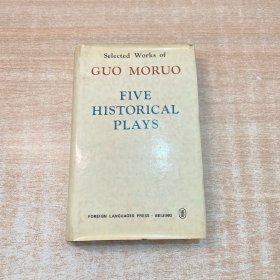 Selected Works of
GUO MORUO
FIVE
HISTORICAL
PLAYS
FOREIGN LANGUAGES PRESS · BEIJING